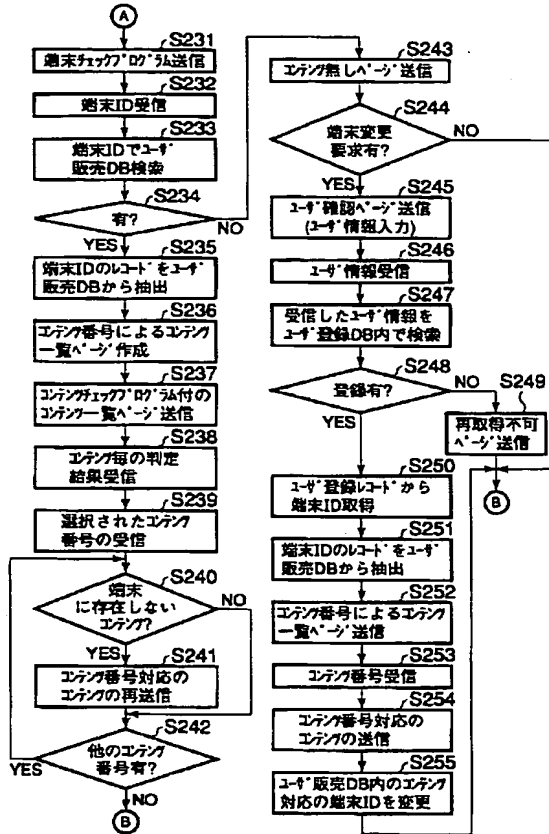 A
S231
端末チェックプログラム送信
S232
端末ID受信
S233
端末IDでユーザ
販売DB検索
S234
有?
NO
YES
S235
端末IDのレコードをユーザ
販売DBから抽出
S236
コンテンツ番号によるコンテンツ
一覧ページ作成
S237
コンテンツチェックプログラム付の
コンテンツ一覧ページ送信
S238
コンテンツ毎の判定
結果受信
S239
選択されたコンテンツ
番号の受信
S240
端末
に存在しない
コンテンツ?
NO
YES
S241
コンテンツ番号対応の
コンテンツの再送信
S242
他のコンテンツ
番号有?
YES
NO
B
S243
コンテンツ無しページ送信
S244
端末変更
要求有?
NO
YES
S245
ユーザ確認ページ送信
(ユーザ情報入力)
S246
ユーザ情報受信
S247
受信したユーザ情報を
ユーザ登録DB内で検索
S248
登録有?
NO
YES
S249
再取得不可
ページ送信
B
S250
ユーザ登録レコードから
端末ID取得
S251
端末IDのレコードをユーザ
販売DBから抽出
S252
コンテンツ番号によるコンテンツ
一覧ページ送信
S253
コンテンツ番号受信
S254
コンテンツ番号対応の
コンテンツの送信
S255
ユーザ販売DB内のコンテンツ
対応の端末IDを変更